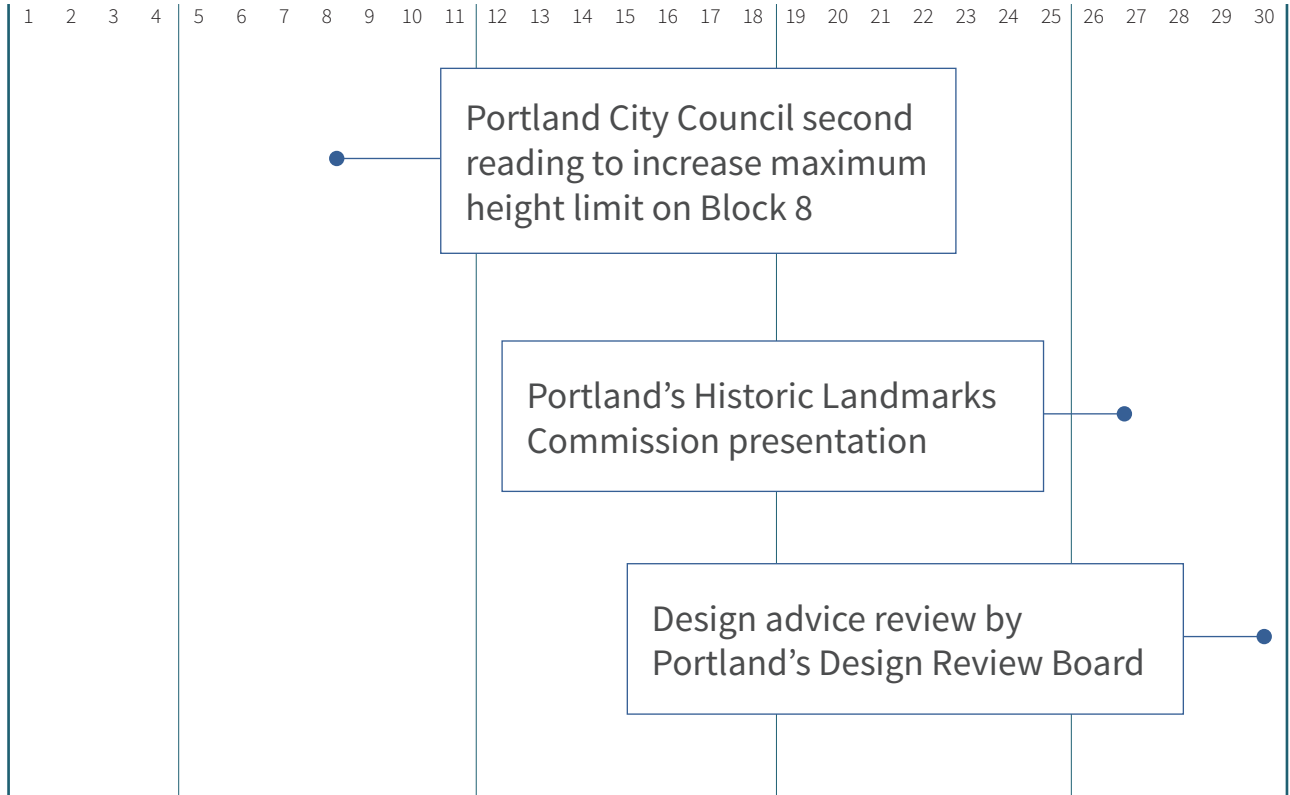 1 2 3 4 5 6 7 8 9 10 11 12 13 14 15 16 17 18 19 20 21 22 23 24 25 26 27 28 29 30
Portland City Council second
reading to increase maximum
height limit on Block 8
Portland’s Historic Landmarks
Commission presentation
Design advice review by
Portland’s Design Review Board